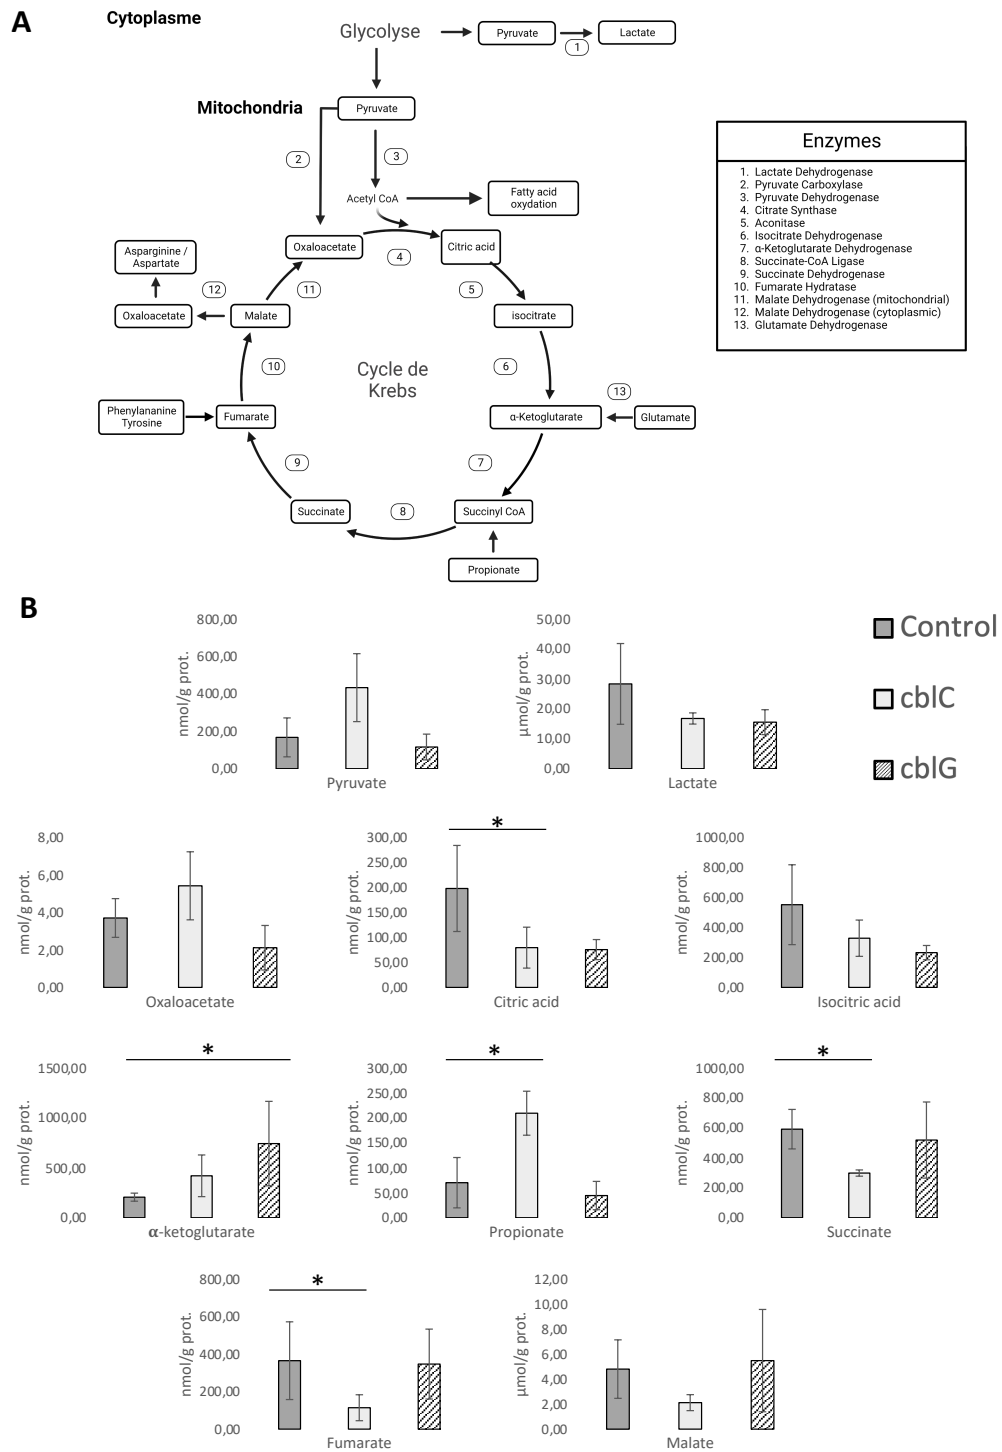 A
Cytoplasme
Glycolyse
Pyruvate
Lactate
1
Mitochondria
Pyruvate
2
3
Acetyl CoA
Fatty acid
oxydation
Oxaloacetate
4
Citric acid
Asparginine /
Aspartate
12
11
5
Oxaloacetate
Malate
isocitrate
10
Cycle de
Krebs
6
13
Phenylananine
Tyrosine
Fumarate
α-Ketoglutarate
Glutamate
9
7
Succinate
8
Succinyl CoA
Propionate
Enzymes
1. Lactate Dehydrogenase
2. Pyruvate Carboxylase
3. Pyruvate Dehydrogenase
4. Citrate Synthase
5. Aconitase
6. Isocitrate Dehydrogenase
7. α-Ketoglutarate Dehydrogenase
8. Succinate-CoA Ligase
9. Succinate Dehydrogenase
10. Fumarate Hydratase
11. Malate Dehydrogenase (mitochondrial)
12. Malate Dehydrogenase (cytoplasmic)
13. Glutamate Dehydrogenase
B
800,00
600,00
400,00
200,00
0,00
nmol/g prot.
Pyruvate
50,00
40,00
30,00
20,00
10,00
0,00
µmol/g prot.
Lactate
Control
cblC
cblG
8,00
6,00
4,00
2,00
0,00
nmol/g prot.
Oxaloacetate
*
300,00
250,00
200,00
150,00
100,00
50,00
0,00
nmol/g prot.
Citric acid
1000,00
800,00
600,00
400,00
200,00
0,00
nmol/g prot.
Isocitric acid
*
1500,00
1000,00
500,00
0,00
nmol/g prot.
α-ketoglutarate
*
300,00
250,00
200,00
150,00
100,00
50,00
0,00
nmol/g prot.
Propionate
*
1000,00
800,00
600,00
400,00
200,00
0,00
nmol/g prot.
Succinate
*
800,00
600,00
400,00
200,00
0,00
nmol/g prot.
Fumarate
12,00
10,00
8,00
6,00
4,00
2,00
0,00
µmol/g prot.
Malate